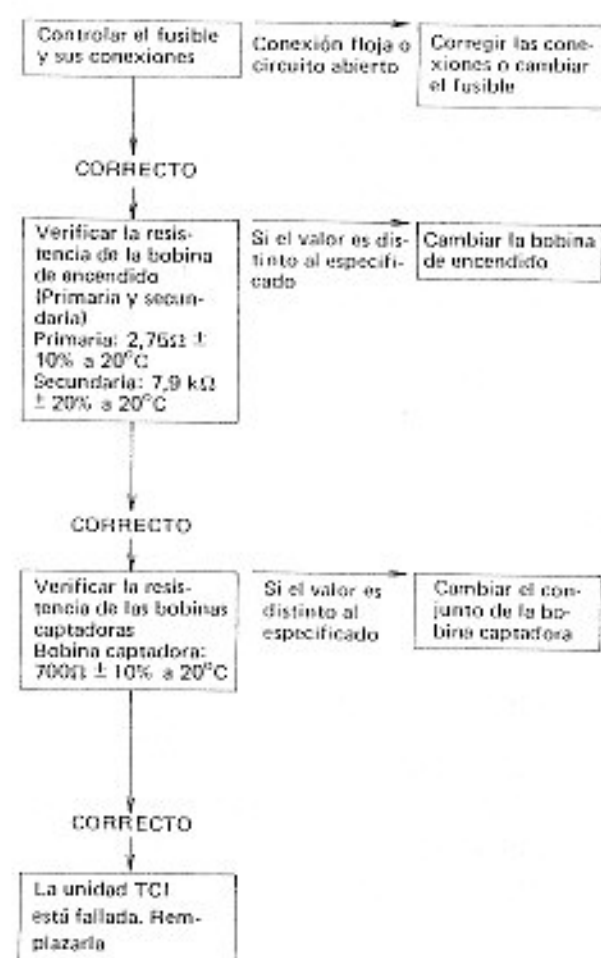 Controlar el fusible
y sus conexiones
Conexión floja o
circuito abierto
Corregir las cone-
xiones o cambiar
el fusible
CORRECTO
Verificar la resis-
tencia de la bobina
de encendido
(Primaria y secun-
daria)
Primaria: 2,75Ω ±
10% a 20°C
Secundaria: 7,9 kΩ
± 20% a 20°C
Si el valor es dis-
tinto al especifi-
cado
Cambiar la bobina
de encendido
CORRECTO
Verificar la resis-
tencia de las bobinas
captadoras
Bobina captadora:
700Ω ± 10% a 20°C
Si el valor es
distinto al
especificado
Cambiar el con-
junto de la bo-
bina captadora
CORRECTO
La unidad TCI
está fallada. Rem-
plazarla